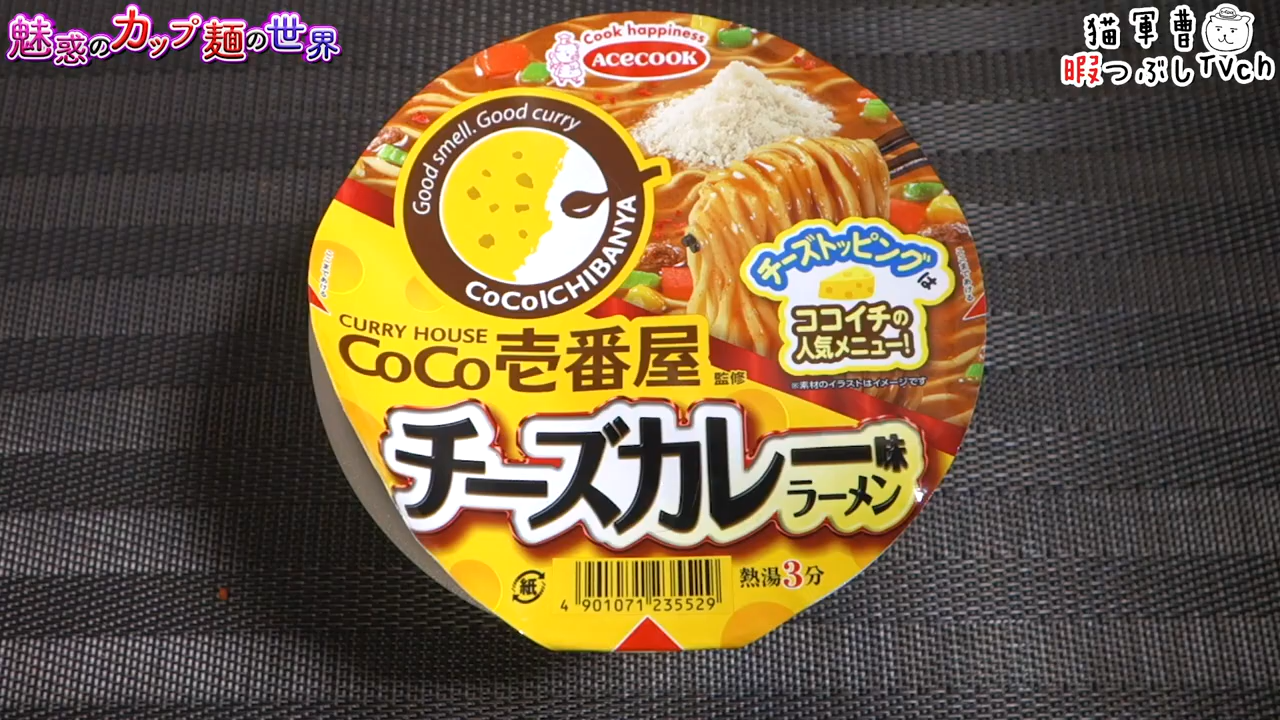 魅惑のカップ麺の世界
猫軍曹
暇つぶしTVch
Cook happiness
ACECOOK
Good smell. Good curry
CoCoICHIBANYA
チーズトッピングは
ココイチの
人気メニュー!
※素材のイラストはイメージです
CURRY HOUSE
CoCo壱番屋
監修
チーズカレー味
ラーメン
紙
熱湯3分
4 901071 235529